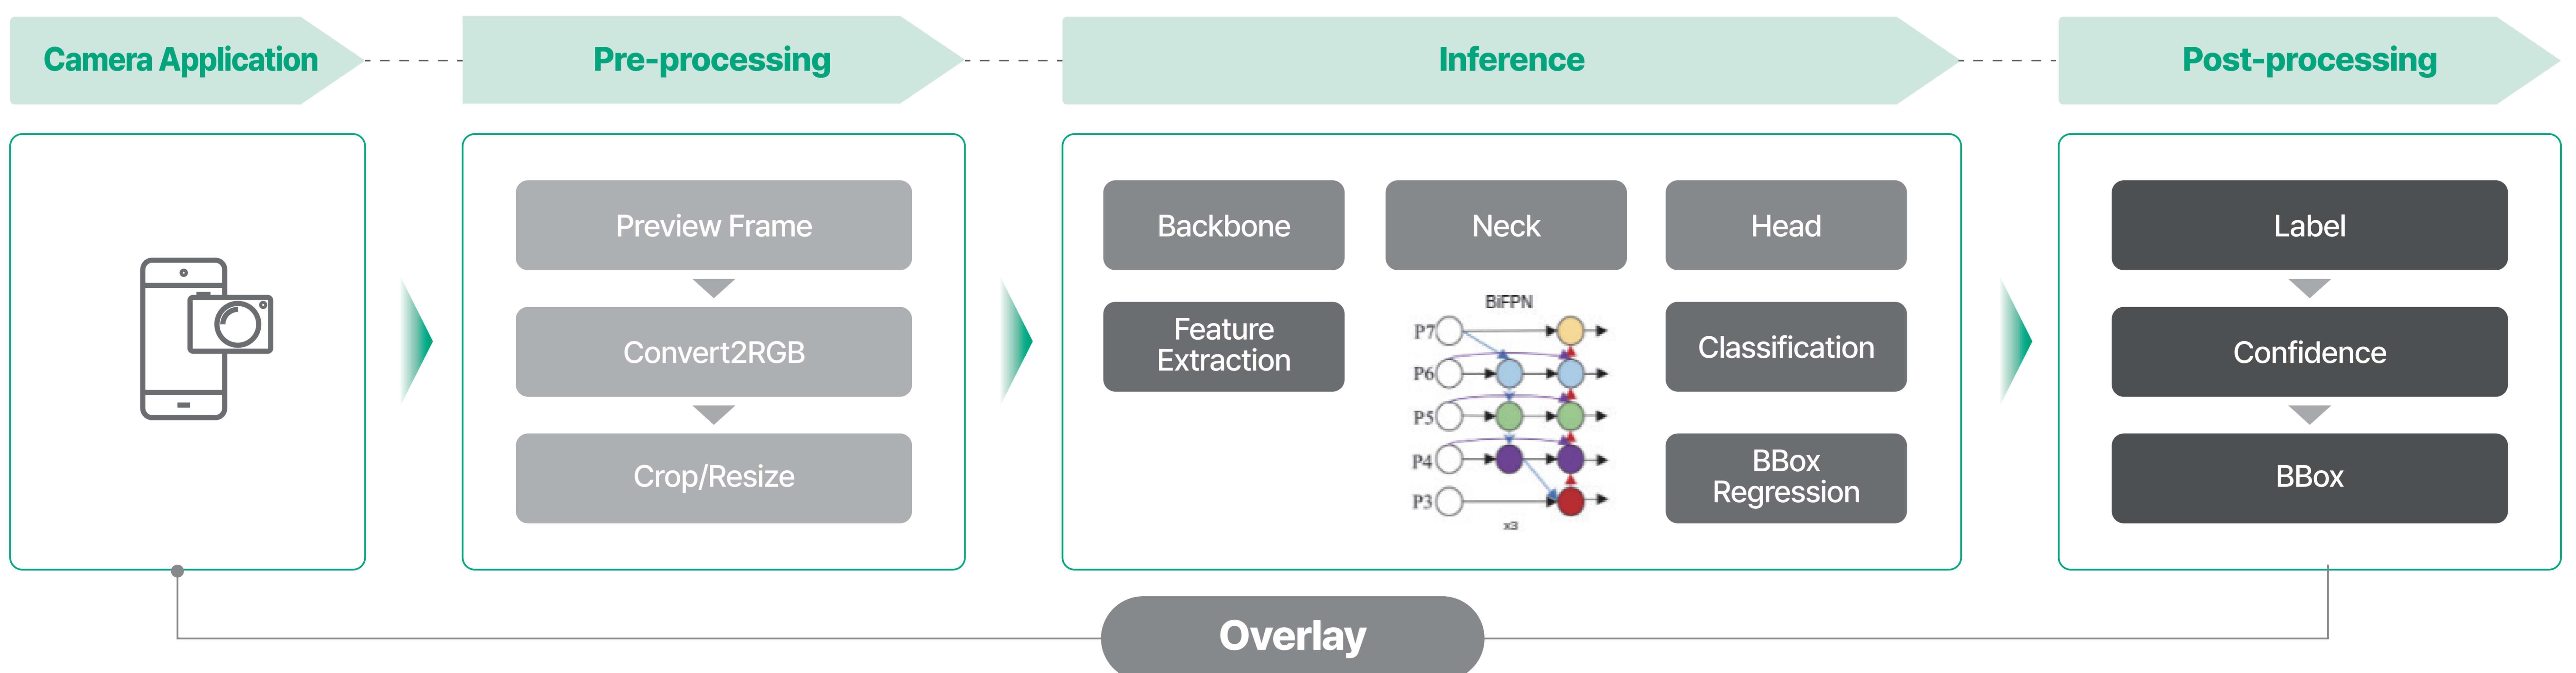 Camera Application
Pre-processing
Inference
Post-processing
Preview Frame
Convert2RGB
Crop/Resize
Backbone
Neck
Head
Feature
Extraction
BiFPN
P7
P6
P5
P4
P3
x3
Classification
BBox
Regression
Label
Confidence
BBox
Overlay